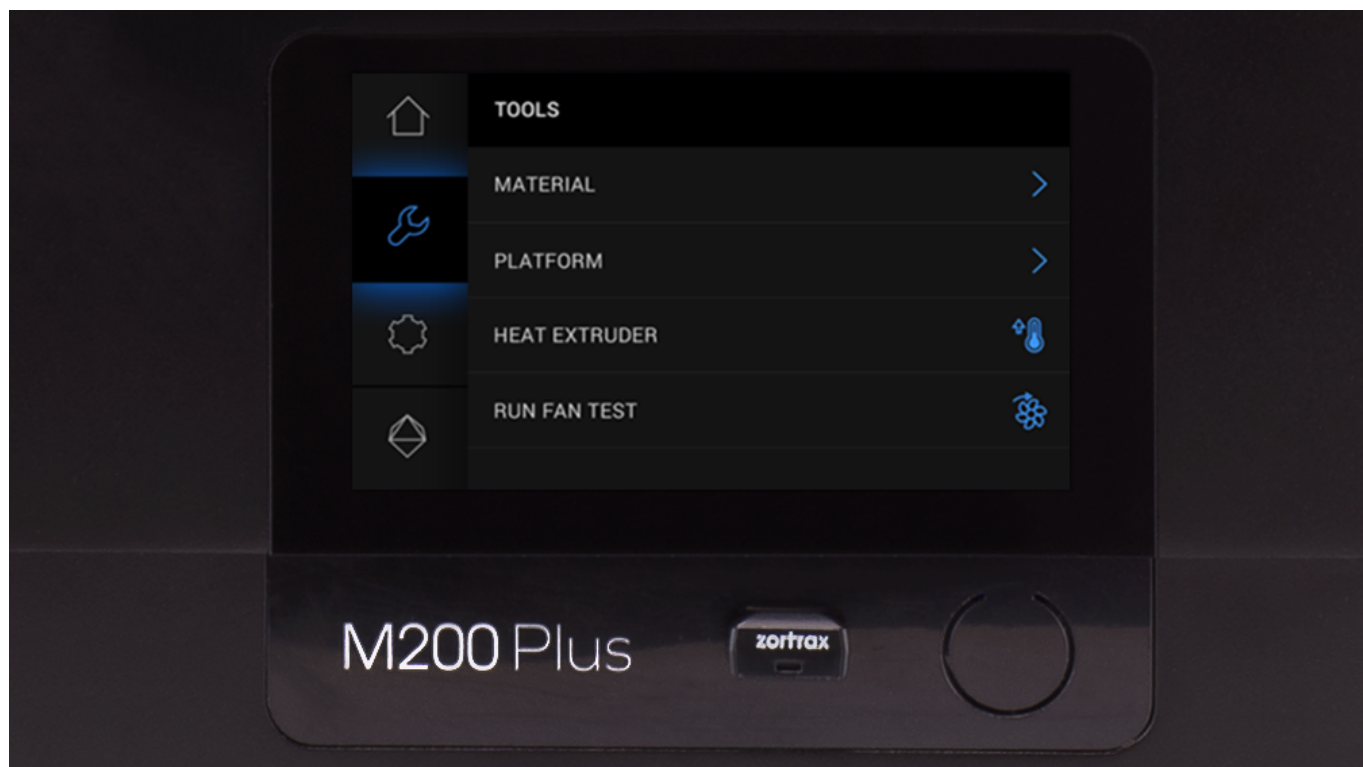 TOOLS
MATERIAL
PLATFORM
HEAT EXTRUDER
RUN FAN TEST
M200 Plus
zortrax